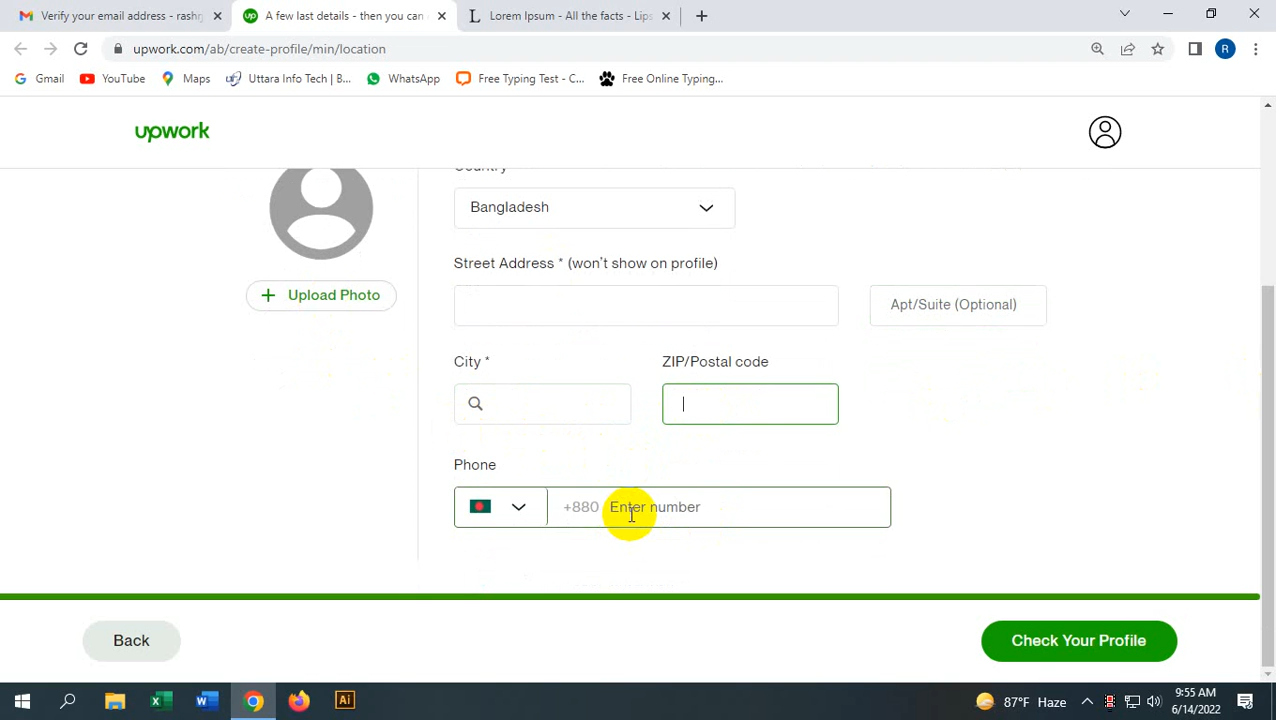 Verify your email address - rashr
up A few last details - then you can
L Lorem Ipsum - All the facts - Lips
upwork.com/ab/create-profile/min/location
R
Gmail
YouTube
Maps
Uttara Info Tech | B...
WhatsApp
Free Typing Test - C...
Free Online Typing...
upwork
Country
Bangladesh
Street Address * (won't show on profile)
Upload Photo
Apt/Suite (Optional)
City *
ZIP/Postal code
Phone
+880 Enter number
Back
Check Your Profile
Ai
87°F Haze
9:55 AM
6/14/2022